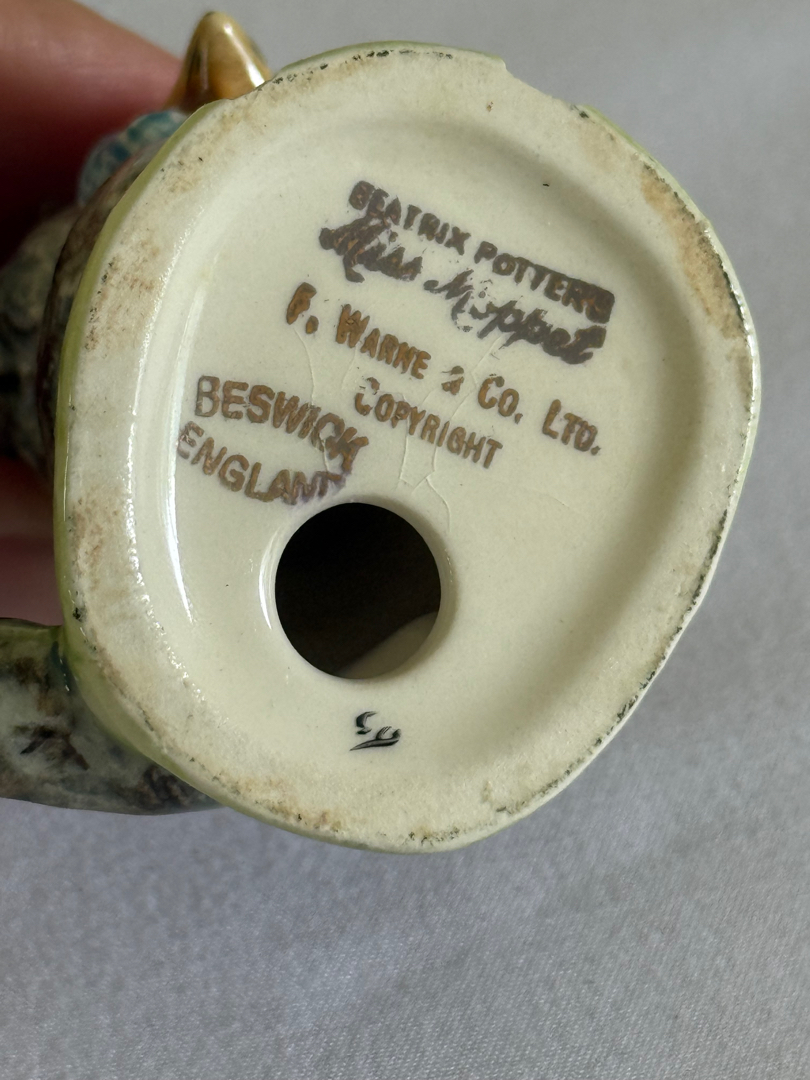 BEATRIX POTTER'S
Miss Moppet
F. WARNE & CO. LTD.
COPYRIGHT
BESWICK
ENGLAND